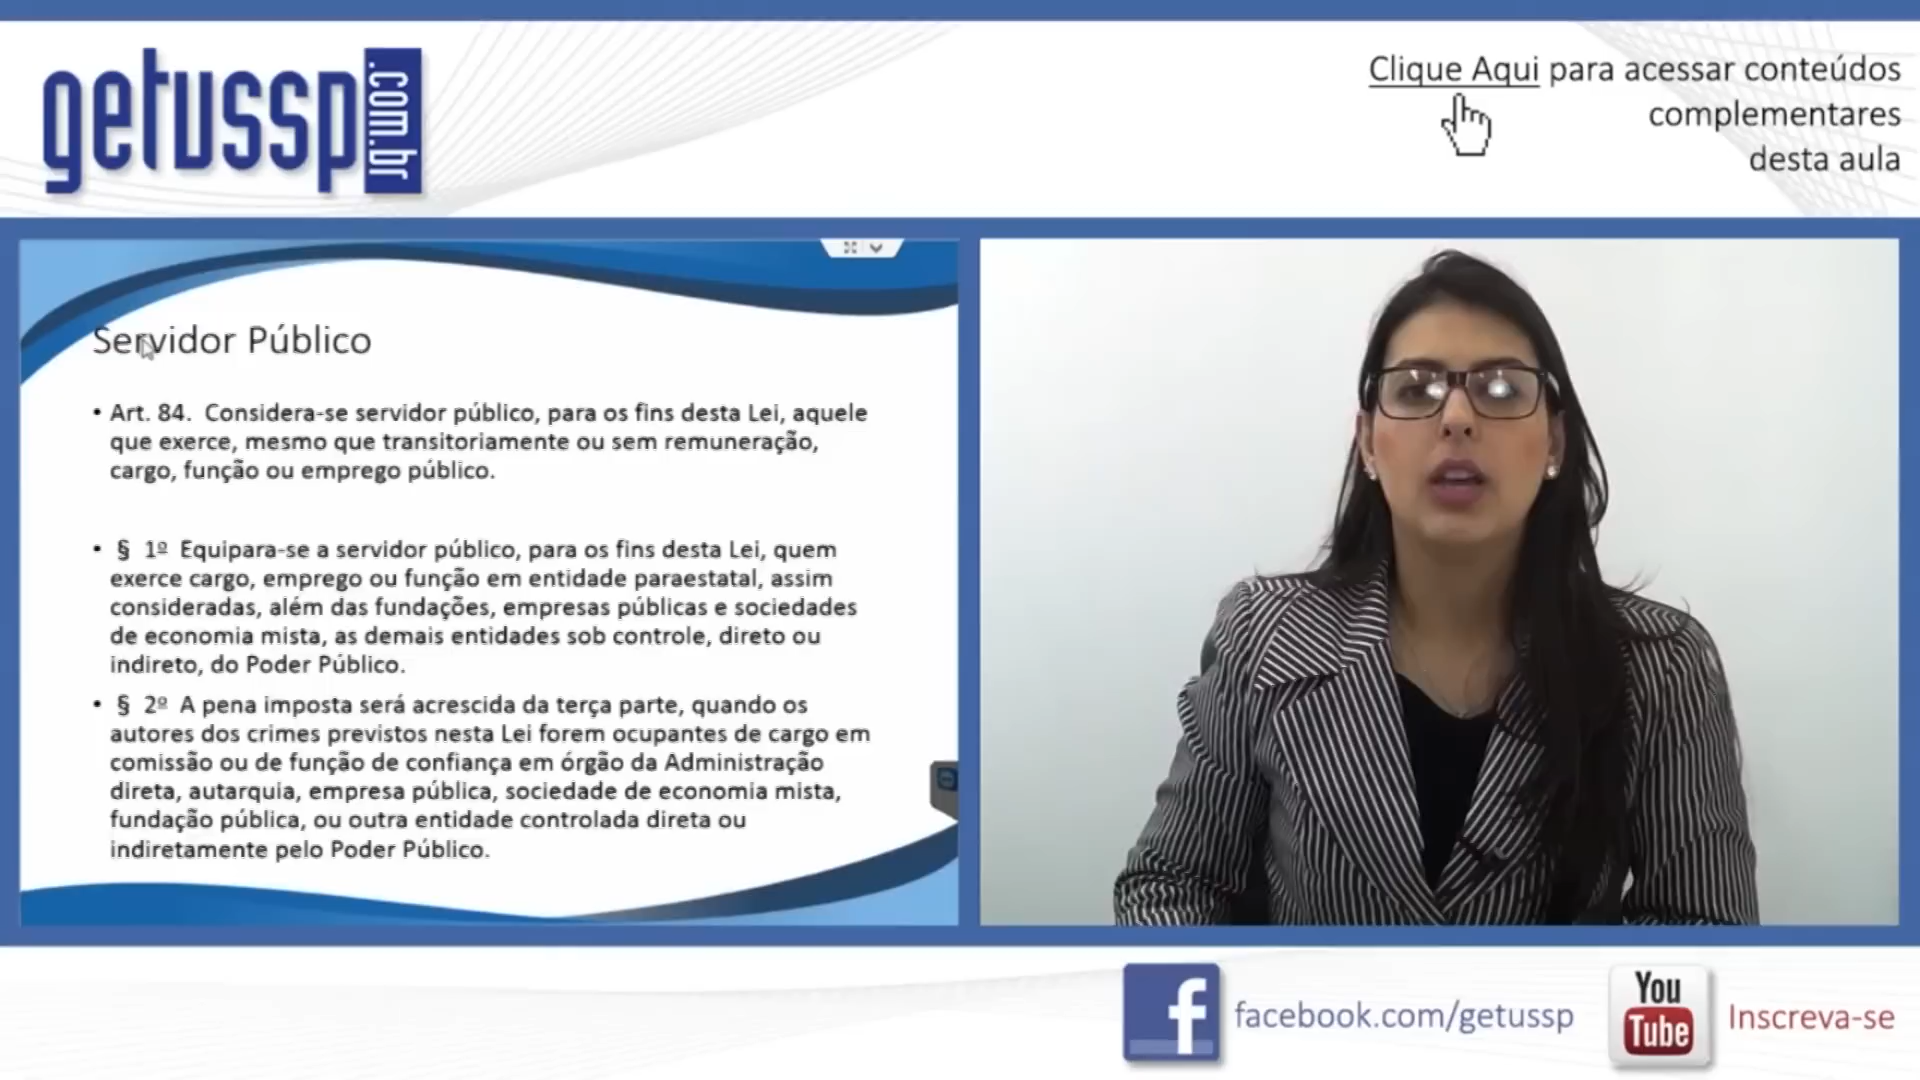 getussp.com.br
Clique Aqui para acessar conteúdos
complementares
desta aula
Servidor Público
• Art. 84.  Considera-se servidor público, para os fins desta Lei, aquele
que exerce, mesmo que transitoriamente ou sem remuneração,
cargo, função ou emprego público.
• § 1º Equipara-se a servidor público, para os fins desta Lei, quem
exerce cargo, emprego ou função em entidade paraestatal, assim
consideradas, além das fundações, empresas públicas e sociedades
de economia mista, as demais entidades sob controle, direto ou
indireto, do Poder Público.
• § 2º A pena imposta será acrescida da terça parte, quando os
autores dos crimes previstos nesta Lei forem ocupantes de cargo em
comissão ou de função de confiança em órgão da Administração
direta, autarquia, empresa pública, sociedade de economia mista,
fundação pública, ou outra entidade controlada direta ou
indiretamente pelo Poder Público.
f facebook.com/getussp
You
Tube
Inscreva-se